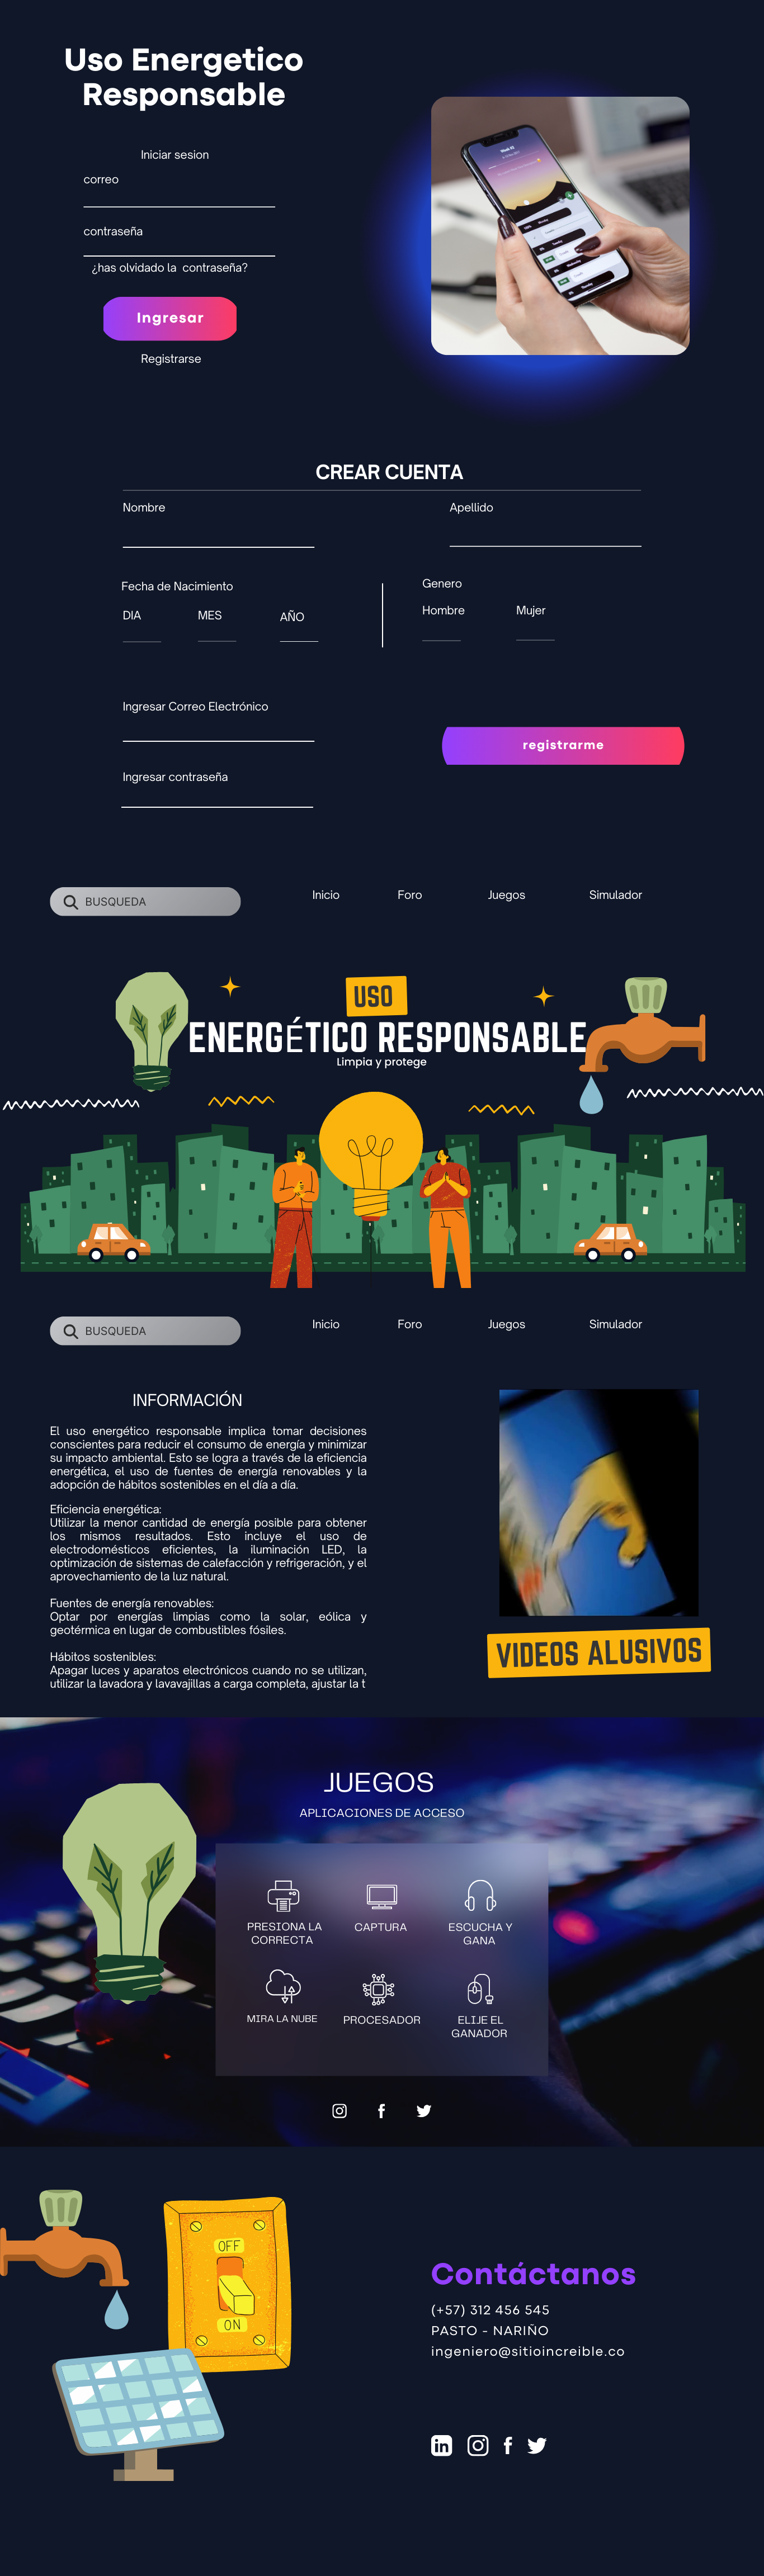 Uso Energetico
Responsable
Iniciar sesion
correo
contraseña
¿has olvidado la contraseña?
Ingresar
Registrarse
CREAR CUENTA
Nombre
Apellido
Fecha de Nacimiento
Genero
DIA
MES
AÑO
Hombre
Mujer
Ingresar Correo Electrónico
registrarme
Ingresar contraseña
BUSQUEDA
Inicio
Foro
Juegos
Simulador
USO
ENERGÉTICO RESPONSABLE
Limpia y protege
BUSQUEDA
Inicio
Foro
Juegos
Simulador
INFORMACIÓN
El uso energético responsable implica tomar decisiones
conscientes para reducir el consumo de energía y minimizar
su impacto ambiental. Esto se logra a través de la eficiencia
energética, el uso de fuentes de energía renovables y la
adopción de hábitos sostenibles en el día a día.
Eficiencia energética:
Utilizar la menor cantidad de energía posible para obtener
los mismos resultados. Esto incluye el uso de
electrodomésticos eficientes, la iluminación LED, la
optimización de sistemas de calefacción y refrigeración, y el
aprovechamiento de la luz natural.
Fuentes de energía renovables:
Optar por energías limpias como la solar, eólica y
geotérmica en lugar de combustibles fósiles.
Hábitos sostenibles:
Apagar luces y aparatos electrónicos cuando no se utilizan,
utilizar la lavadora y lavavajillas a carga completa, ajustar la t
VIDEOS ALUSIVOS
JUEGOS
APLICACIONES DE ACCESO
PRESIONA LA
CORRECTA
CAPTURA
ESCUCHA Y
GANA
MIRA LA NUBE
PROCESADOR
ELIJE EL
GANADOR
OFF
ON
Contáctanos
(+57) 312 456 545
PASTO - NARIÑO
ingeniero@sitioincreible.co
in